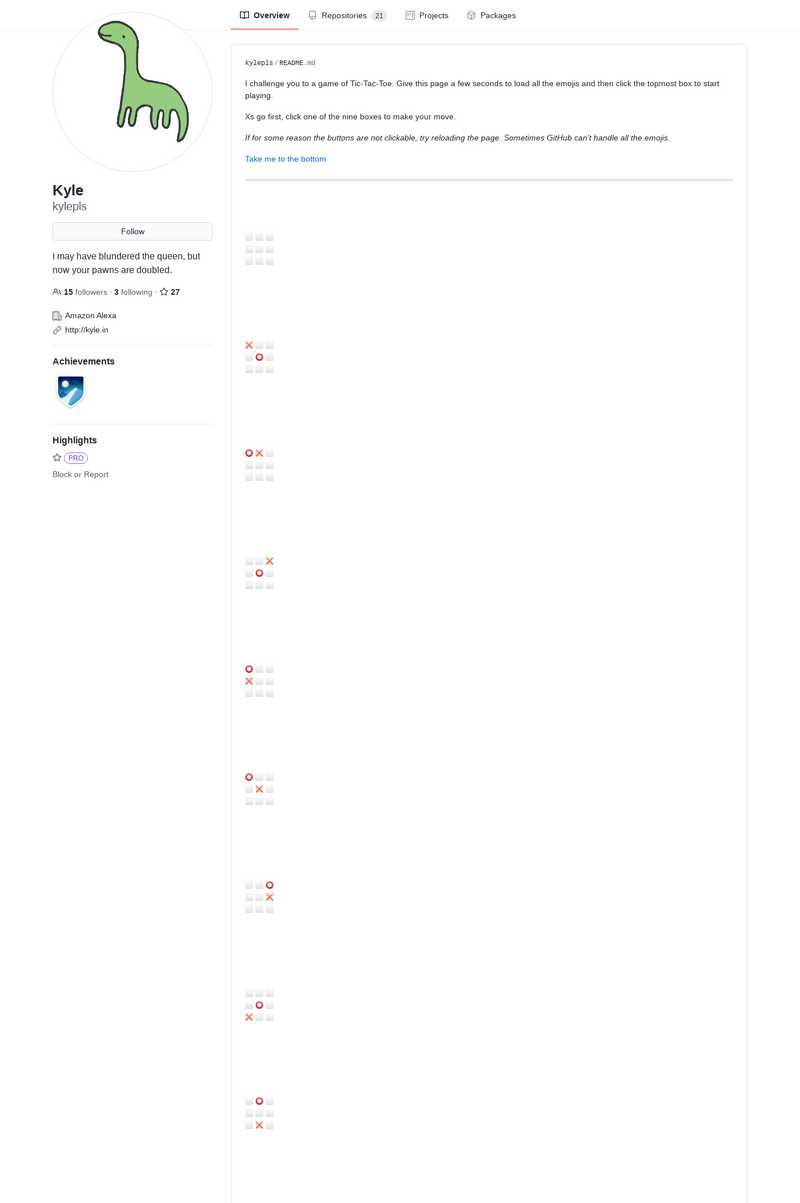 Overview Repositories 21 Projects Packages
Kyle
kylepls
Follow
I may have blundered the queen, but
now your pawns are doubled.
15 followers · 3 following · 27
Amazon Alexa
http://kyle.in
Achievements
Highlights
PRO
Block or Report
kylepls/README.md
I challenge you to a game of Tic-Tac-Toe. Give this page a few seconds to load all the emojis and then click the topmost box to start
playing.
Xs go first, click one of the nine boxes to make your move.
If for some reason the buttons are not clickable, try reloading the page. Sometimes GitHub can't handle all the emojis.
Take me to the bottom